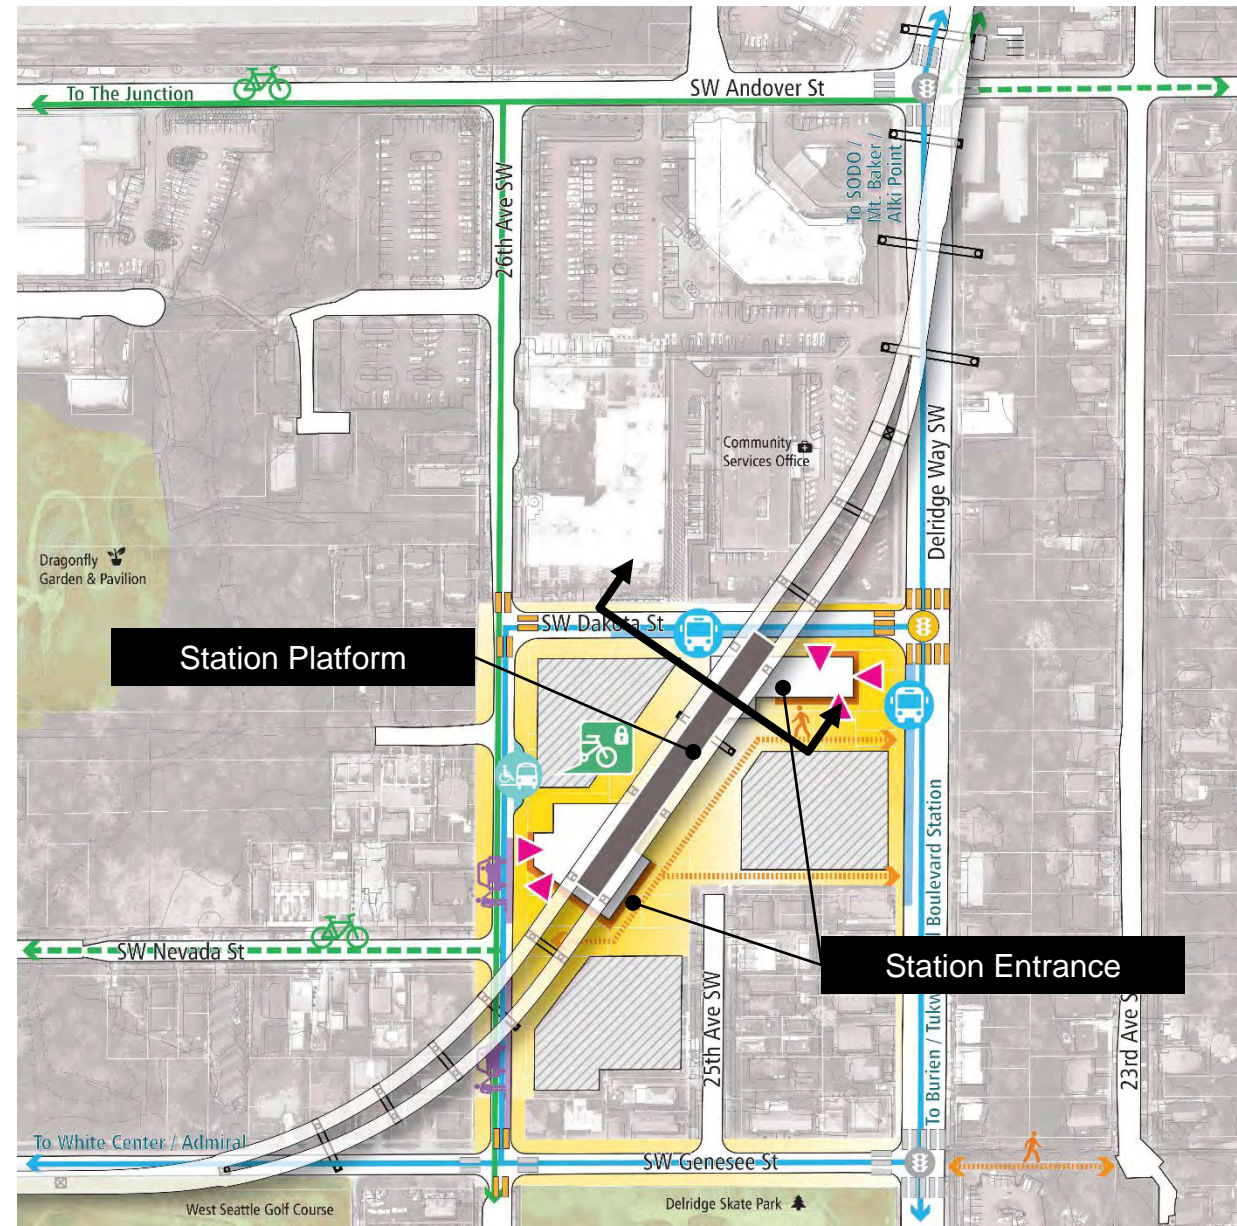 To The Junction
SW Andover St
26th Ave SW
To SODO /
Mt. Baker /
Alki Point
Community
Services Office
Delridge Way SW
Dragonfly
Garden & Pavilion
SW Dakota St
Station Platform
Station Entrance
SW Nevada St
25th Ave SW
To Burien / Tukw
Boulevard Station
23rd Ave S
To White Center / Admiral
SW Genesee St
West Seattle Golf Course
Delridge Skate Park